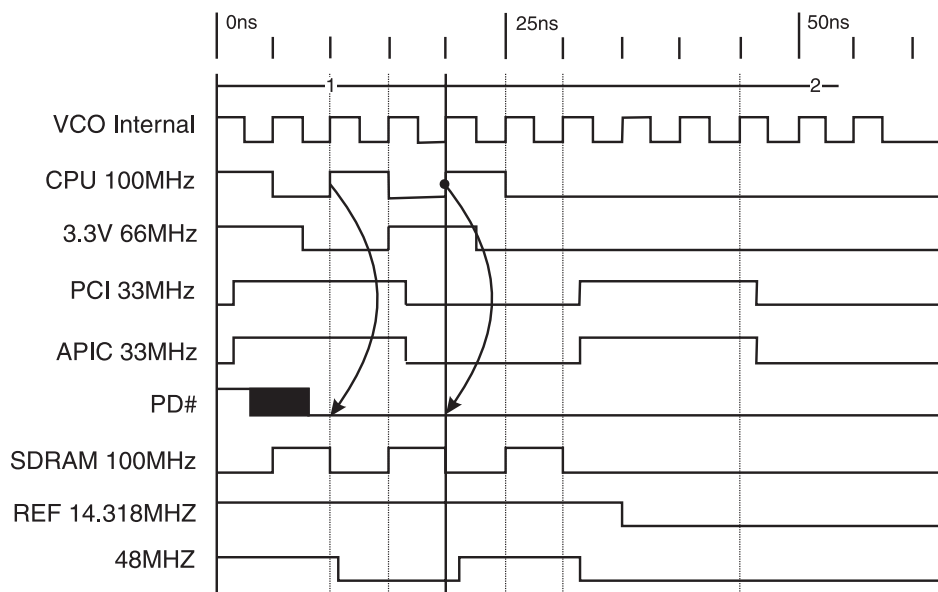 0ns
25ns
50ns
1
2
VCO Internal
CPU 100MHz
3.3V 66MHz
PCI 33MHz
APIC 33MHz
PD#
SDRAM 100MHz
REF 14.318MHZ
48MHZ